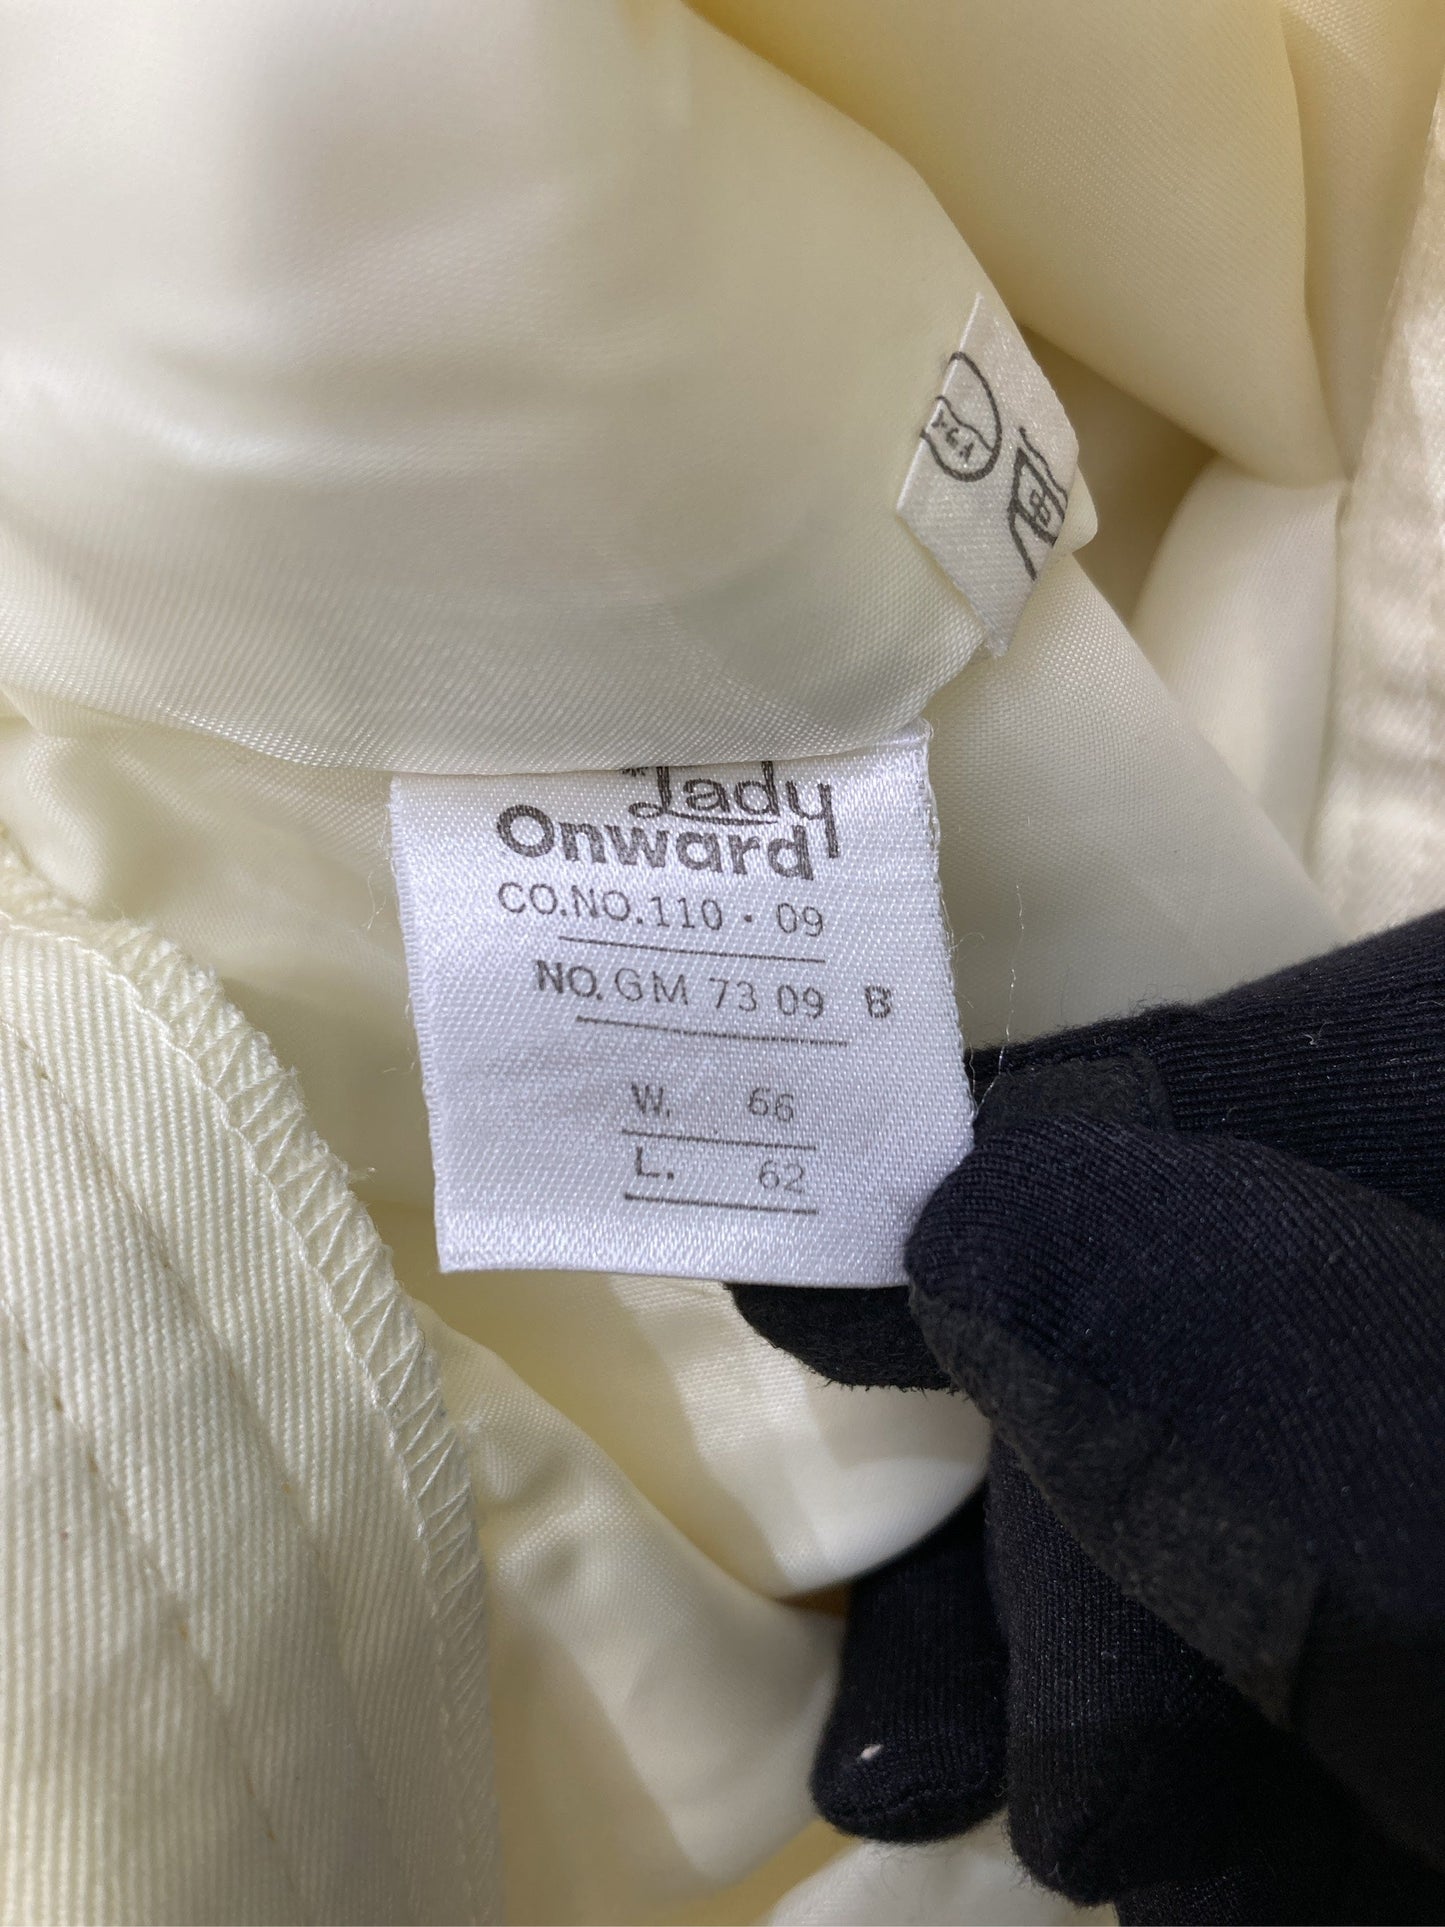 Lady
Onward
CO.NO.110・09
NO.GM 73 09 B
W. 66
L. 62